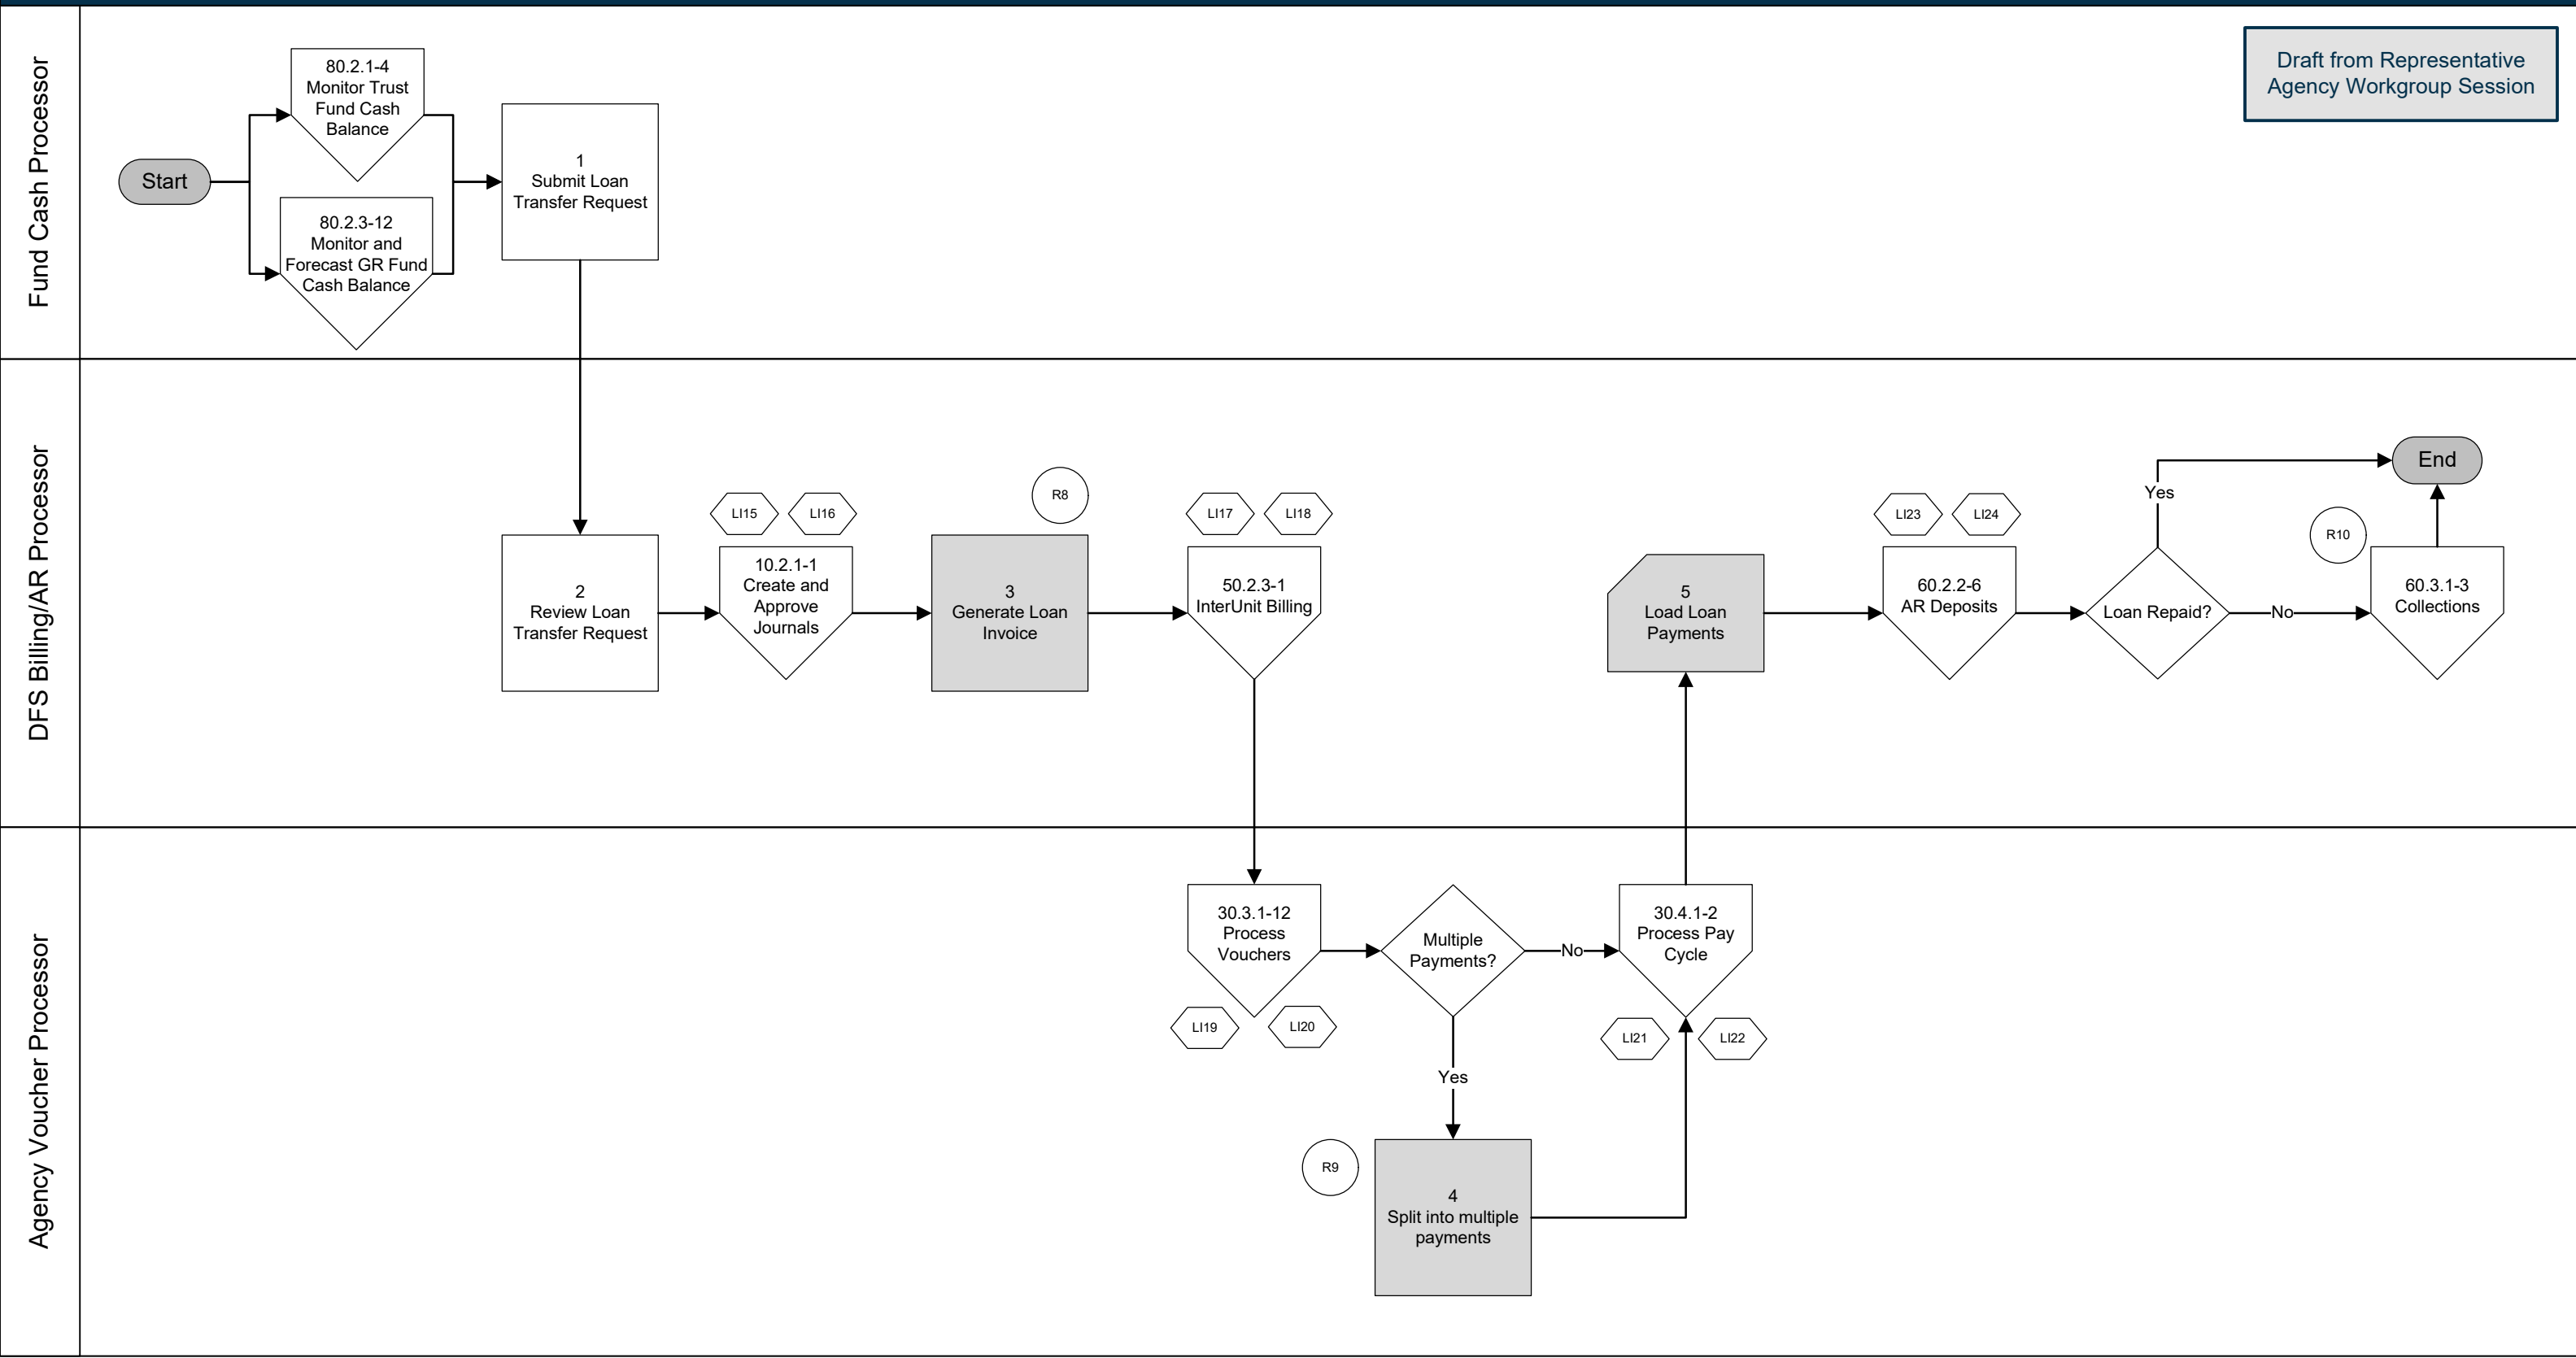 Draft from Representative
Agency Workgroup Session
Fund Cash Processor
Start
80.2.1-4
Monitor Trust
Fund Cash
Balance
80.2.3-12
Monitor and
Forecast GR Fund
Cash Balance
1
Submit Loan
Transfer Request
DFS Billing/AR Processor
2
Review Loan
Transfer Request
LI15
LI16
10.2.1-1
Create and
Approve
Journals
R8
3
Generate Loan
Invoice
LI17
LI18
50.2.3-1
InterUnit Billing
5
Load Loan
Payments
LI23
LI24
60.2.2-6
AR Deposits
Loan Repaid?
Yes
No
R10
60.3.1-3
Collections
End
Agency Voucher Processor
30.3.1-12
Process
Vouchers
LI19
LI20
Multiple
Payments?
No
Yes
30.4.1-2
Process Pay
Cycle
LI21
LI22
R9
4
Split into multiple
payments